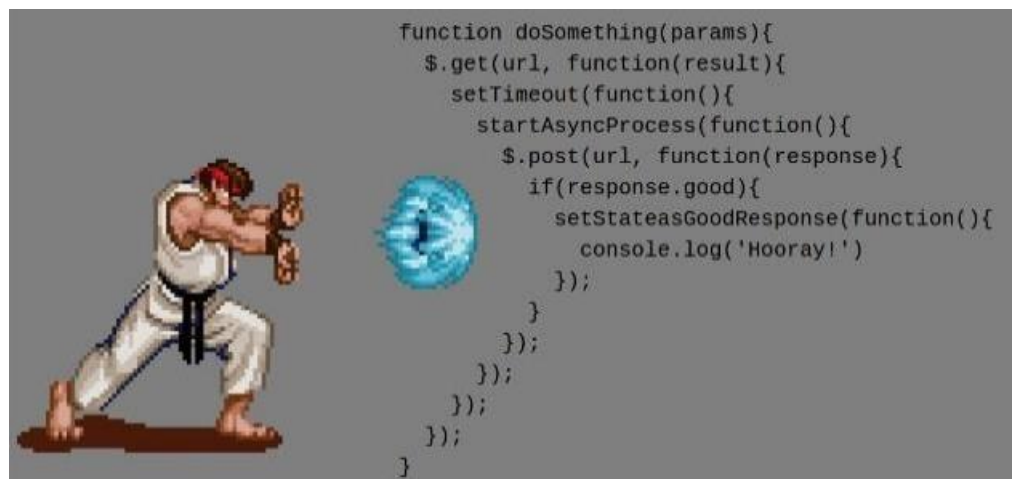 function doSomething(params){
$.get(url, function(result){
setTimeout(function(){
startAsyncProcess(function(){
$.post(url, function(response){
if(response.good){
setStateasGoodResponse(function(){
console.log('Hooray!')
});
}
});
});
});
});
}